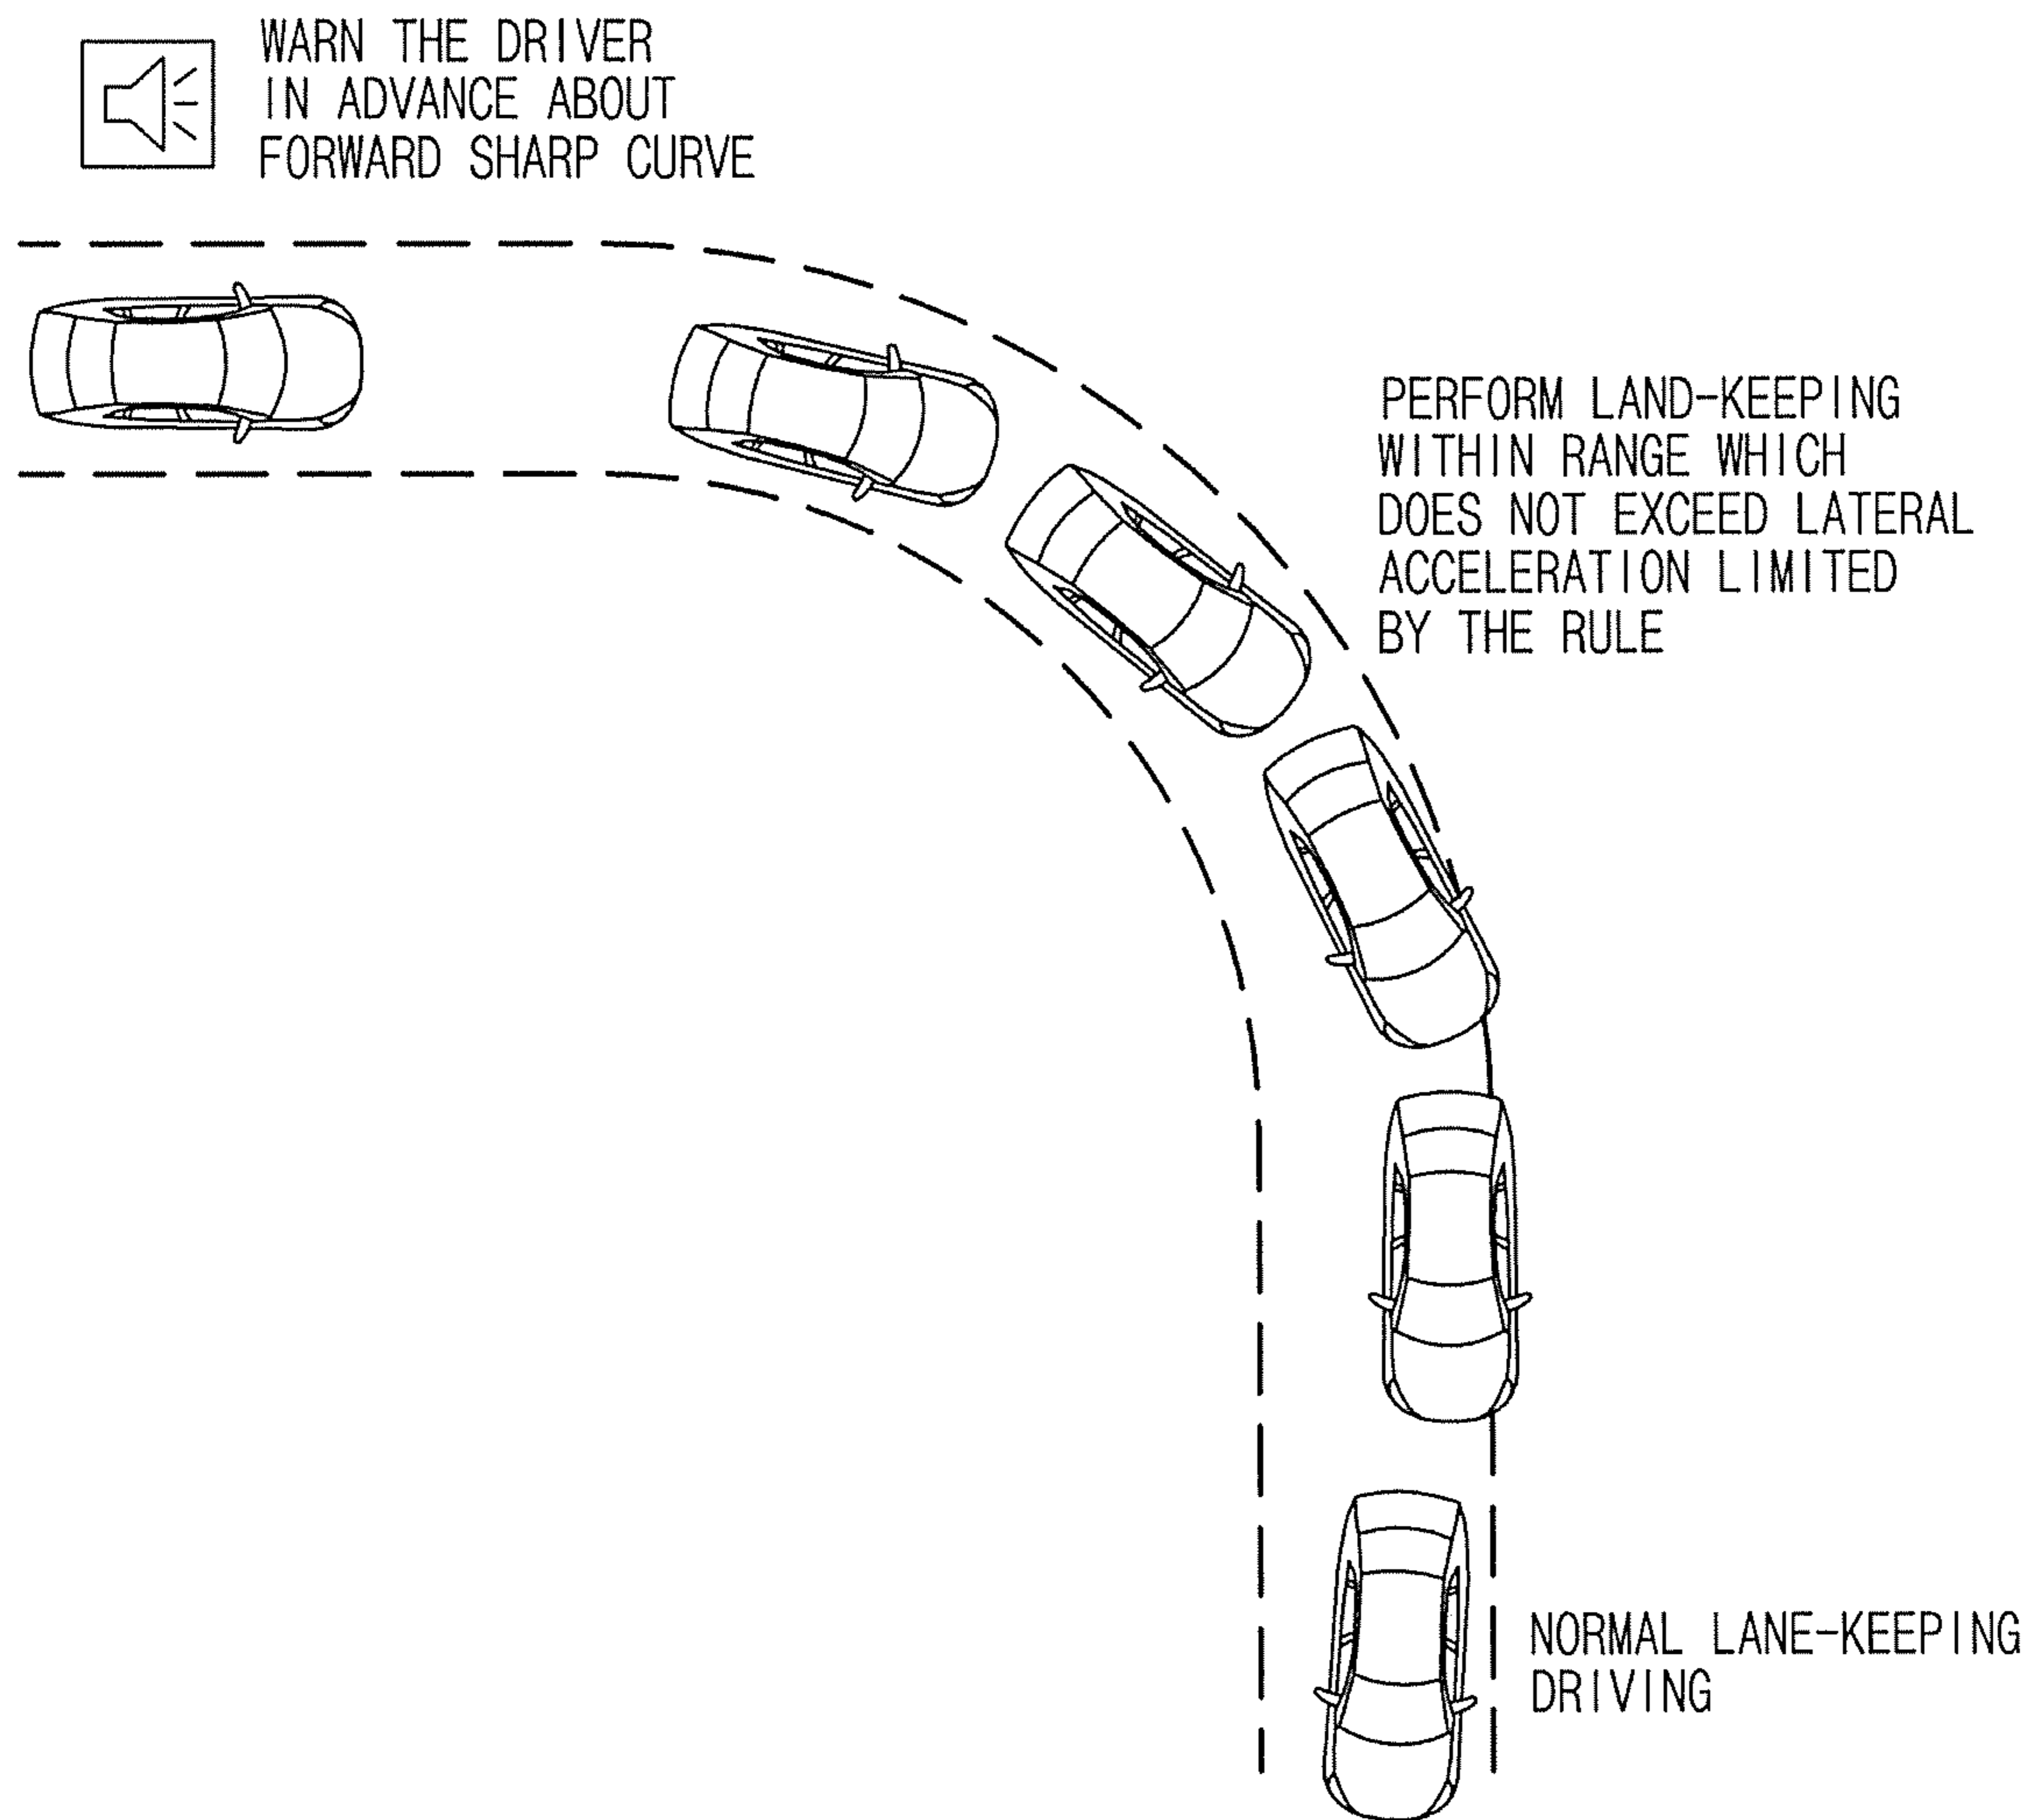 WARN THE DRIVER
IN ADVANCE ABOUT
FORWARD SHARP CURVE
PERFORM LAND-KEEPING
WITHIN RANGE WHICH
DOES NOT EXCEED LATERAL
ACCELERATION LIMITED
BY THE RULE
NORMAL LANE-KEEPING
DRIVING